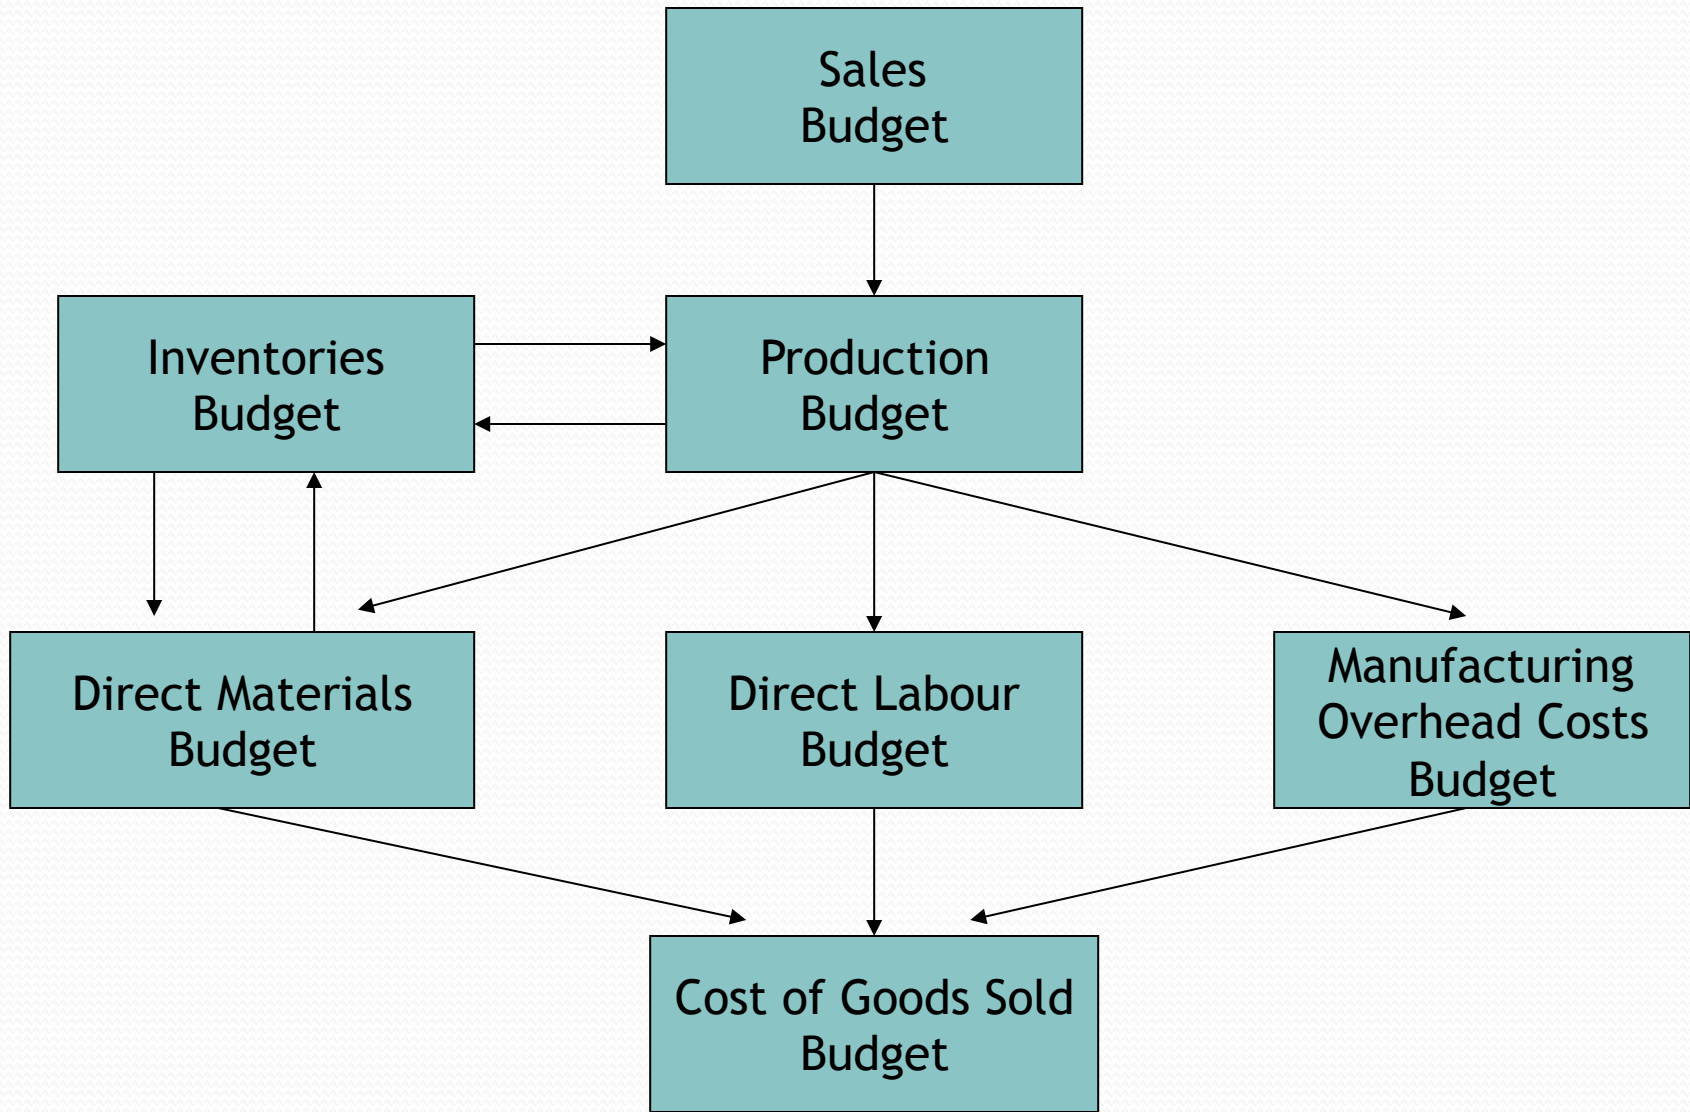 Sales
Budget
Inventories
Budget
Production
Budget
Direct Materials
Budget
Direct Labour
Budget
Manufacturing
Overhead Costs
Budget
Cost of Goods Sold
Budget